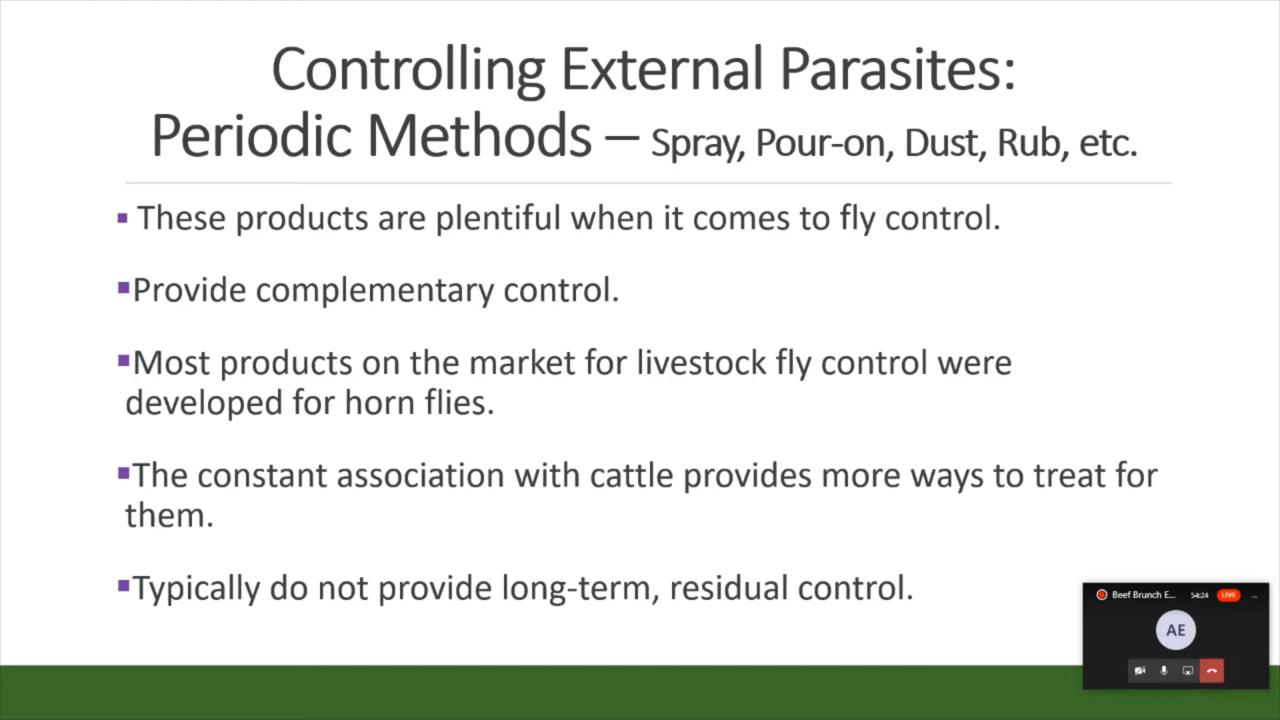 Controlling External Parasites:
Periodic Methods – Spray, Pour-on, Dust, Rub, etc.
▪ These products are plentiful when it comes to fly control.
▪Provide complementary control.
▪Most products on the market for livestock fly control were
developed for horn flies.
▪The constant association with cattle provides more ways to treat for
them.
▪Typically do not provide long-term, residual control.
Beef Brunch E... 54:24 LIVE ...
AE